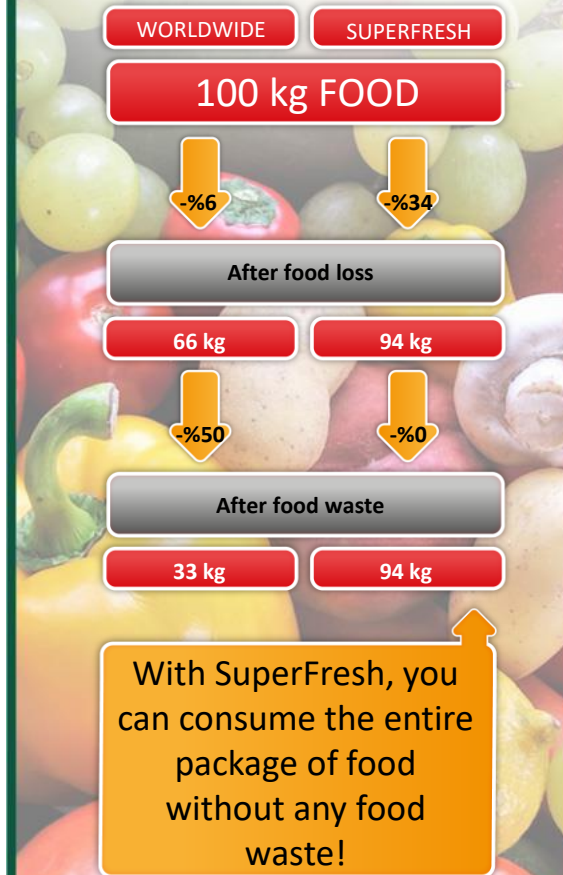 WORLDWIDE SUPERFRESH
100 kg FOOD
-%6 -%34
After food loss
66 kg 94 kg
-%50 -%0
After food waste
33 kg 94 kg
With SuperFresh, you
can consume the entire
package of food
without any food
waste!